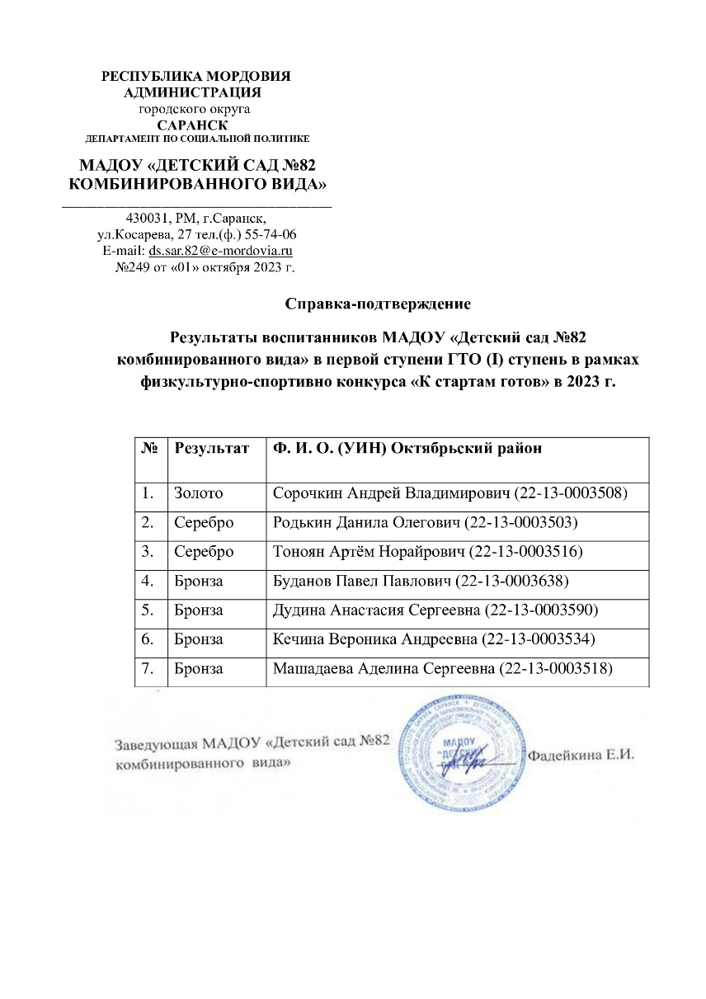 РЕСПУБЛИКА МОРДОВИЯ
АДМИНИСТРАЦИЯ
городского округа
САРАНСК
ДЕПАРТАМЕНТ ПО СОЦИАЛЬНОЙ ПОЛИТИКЕ
МАДОУ «ДЕТСКИЙ САД №82
КОМБИНИРОВАННОГО ВИДА»
430031, РМ, г.Саранск,
ул.Косарева, 27 тел.(ф.) 55-74-06
E-mail: ds.sar.82@e-mordovia.ru
№249 от «01» октября 2023 г.
Справка-подтверждение
Результаты воспитанников МАДОУ «Детский сад №82
комбинированного вида» в первой ступени ГТО (I) ступень в рамках
физкультурно-спортивно конкурса «К стартам готов» в 2023 г.
№ Результат Ф. И. О. (УИН) Октябрьский район
1. Золото Сорочкин Андрей Владимирович (22-13-0003508)
2. Серебро Родькин Данила Олегович (22-13-0003503)
3. Серебро Тоноян Артём Норайрович (22-13-0003516)
4. Бронза Буданов Павел Павлович (22-13-0003638)
5. Бронза Дудина Анастасия Сергеевна (22-13-0003590)
6. Бронза Кечина Вероника Андреевна (22-13-0003534)
7. Бронза Машадаева Аделина Сергеевна (22-13-0003518)
Заведующая МАДОУ «Детский сад №82
комбинированного вида»
МАДОУ
"ДЕТСКИЙ
Фадейкина Е.И.